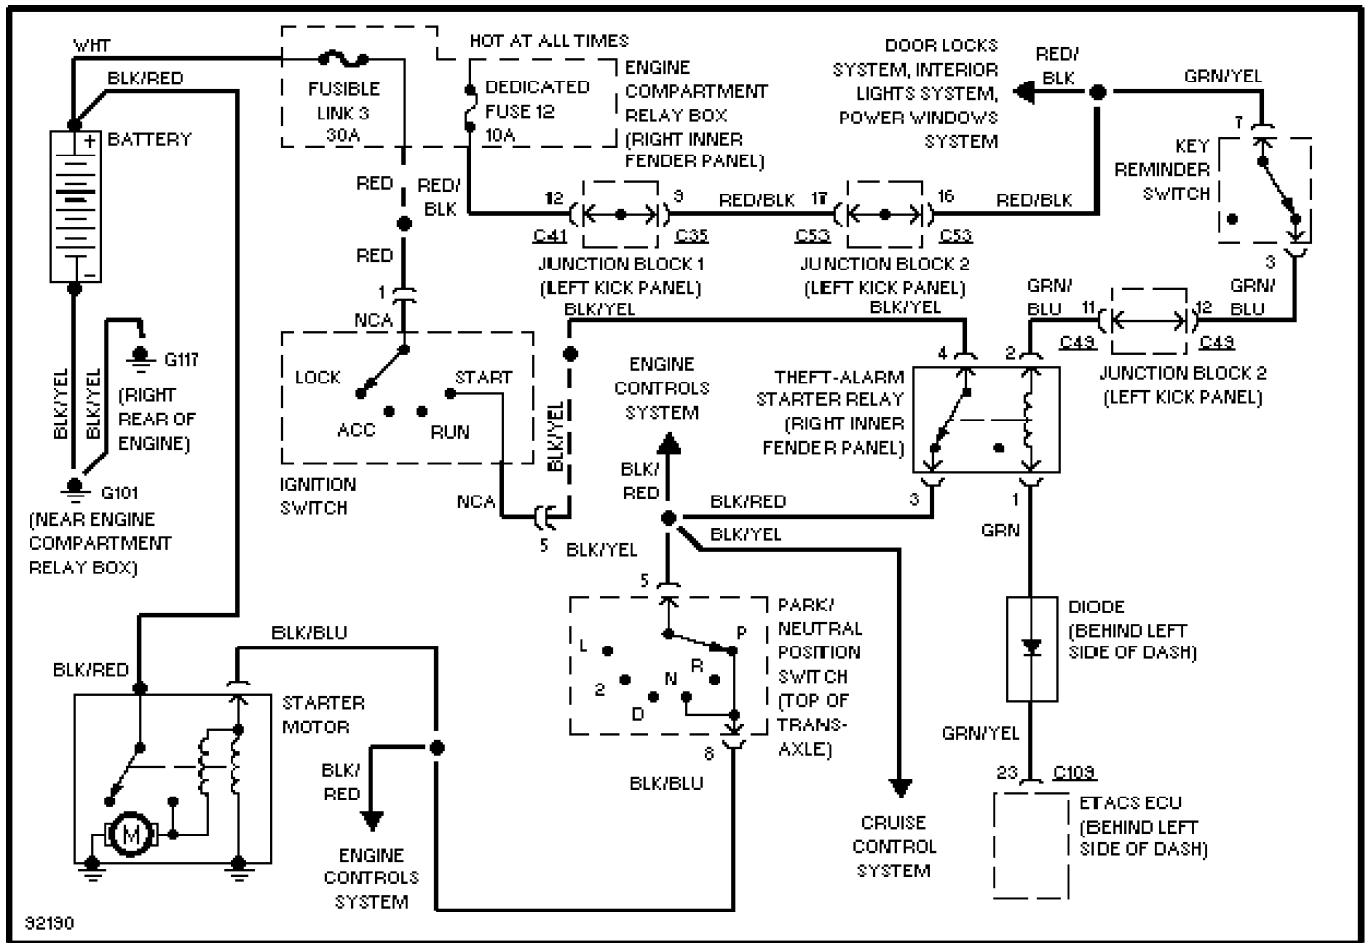 WHT
HOT AT ALL TIMES
DOOR LOCKS
SYSTEM, INTERIOR
LIGHTS SYSTEM,
POWER WINDOWS
SYSTEM
RED/
BLK
GRN/YEL
BLK/RED
FUSIBLE
LINK 3
30A
DEDICATED
FUSE 12
10A
ENGINE
COMPARTMENT
RELAY BOX
(RIGHT INNER
FENDER PANEL)
7
KEY
REMINDER
SWITCH
3
+
BATTERY
-
RED
RED/
BLK
12
9
RED/BLK
17
16
RED/BLK
C41
C35
C53
C53
JUNCTION BLOCK 1
(LEFT KICK PANEL)
JUNCTION BLOCK 2
(LEFT KICK PANEL)
RED
1
NCA
BLK/YEL
BLK/YEL
GRN/
BLU
11
12
GRN/
BLU
C49
C49
JUNCTION BLOCK 2
(LEFT KICK PANEL)
G117
(RIGHT
REAR OF
ENGINE)
BLK/YEL
BLK/YEL
G101
(NEAR ENGINE
COMPARTMENT
RELAY BOX)
LOCK
START
ACC
RUN
IGNITION
SWITCH
NCA
5
BLK/YEL
ENGINE
CONTROLS
SYSTEM
BLK/
RED
4
2
THEFT-ALARM
STARTER RELAY
(RIGHT INNER
FENDER PANEL)
3
1
BLK/RED
BLK/YEL
BLK/YEL
GRN
5
PARK/
NEUTRAL
POSITION
SWITCH
(TOP OF
TRANS-
AXLE)
L
P
2
R
N
D
8
BLK/BLU
DIODE
(BEHIND LEFT
SIDE OF DASH)
GRN/YEL
23
C109
ETACS ECU
(BEHIND LEFT
SIDE OF DASH)
CRUISE
CONTROL
SYSTEM
BLK/BLU
BLK/RED
STARTER
MOTOR
M
BLK/
RED
ENGINE
CONTROLS
SYSTEM
92190